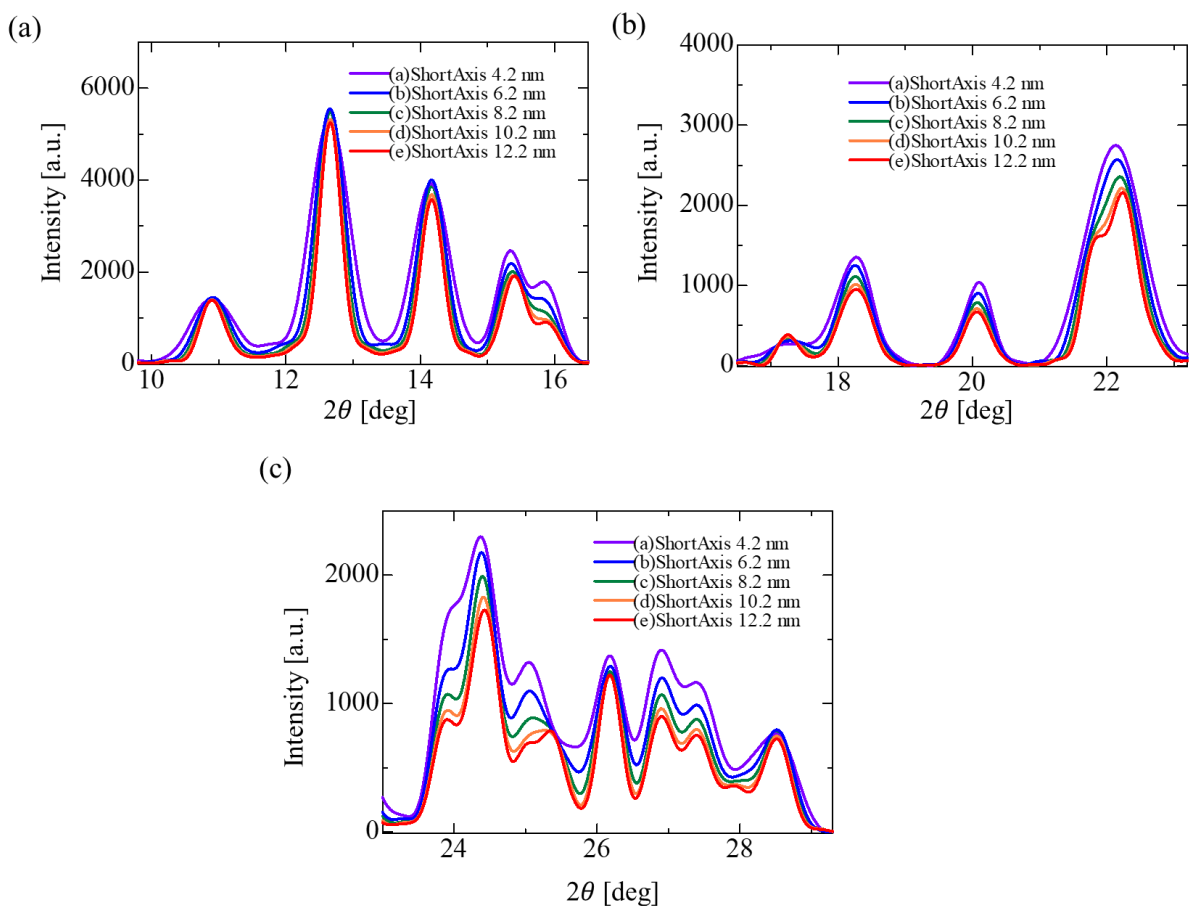 (a)
6000
4000
2000
0
Intensity [a.u.]
(a)ShortAxis 4.2 nm
(b)ShortAxis 6.2 nm
(c)ShortAxis 8.2 nm
(d)ShortAxis 10.2 nm
(e)ShortAxis 12.2 nm
10 12 14 16
2θ [deg]
(b)
4000
3000
2000
1000
0
Intensity [a.u.]
(a)ShortAxis 4.2 nm
(b)ShortAxis 6.2 nm
(c)ShortAxis 8.2 nm
(d)ShortAxis 10.2 nm
(e)ShortAxis 12.2 nm
18 20 22
2θ [deg]
(c)
2000
1000
0
Intensity [a.u.]
(a)ShortAxis 4.2 nm
(b)ShortAxis 6.2 nm
(c)ShortAxis 8.2 nm
(d)ShortAxis 10.2 nm
(e)ShortAxis 12.2 nm
24 26 28
2θ [deg]